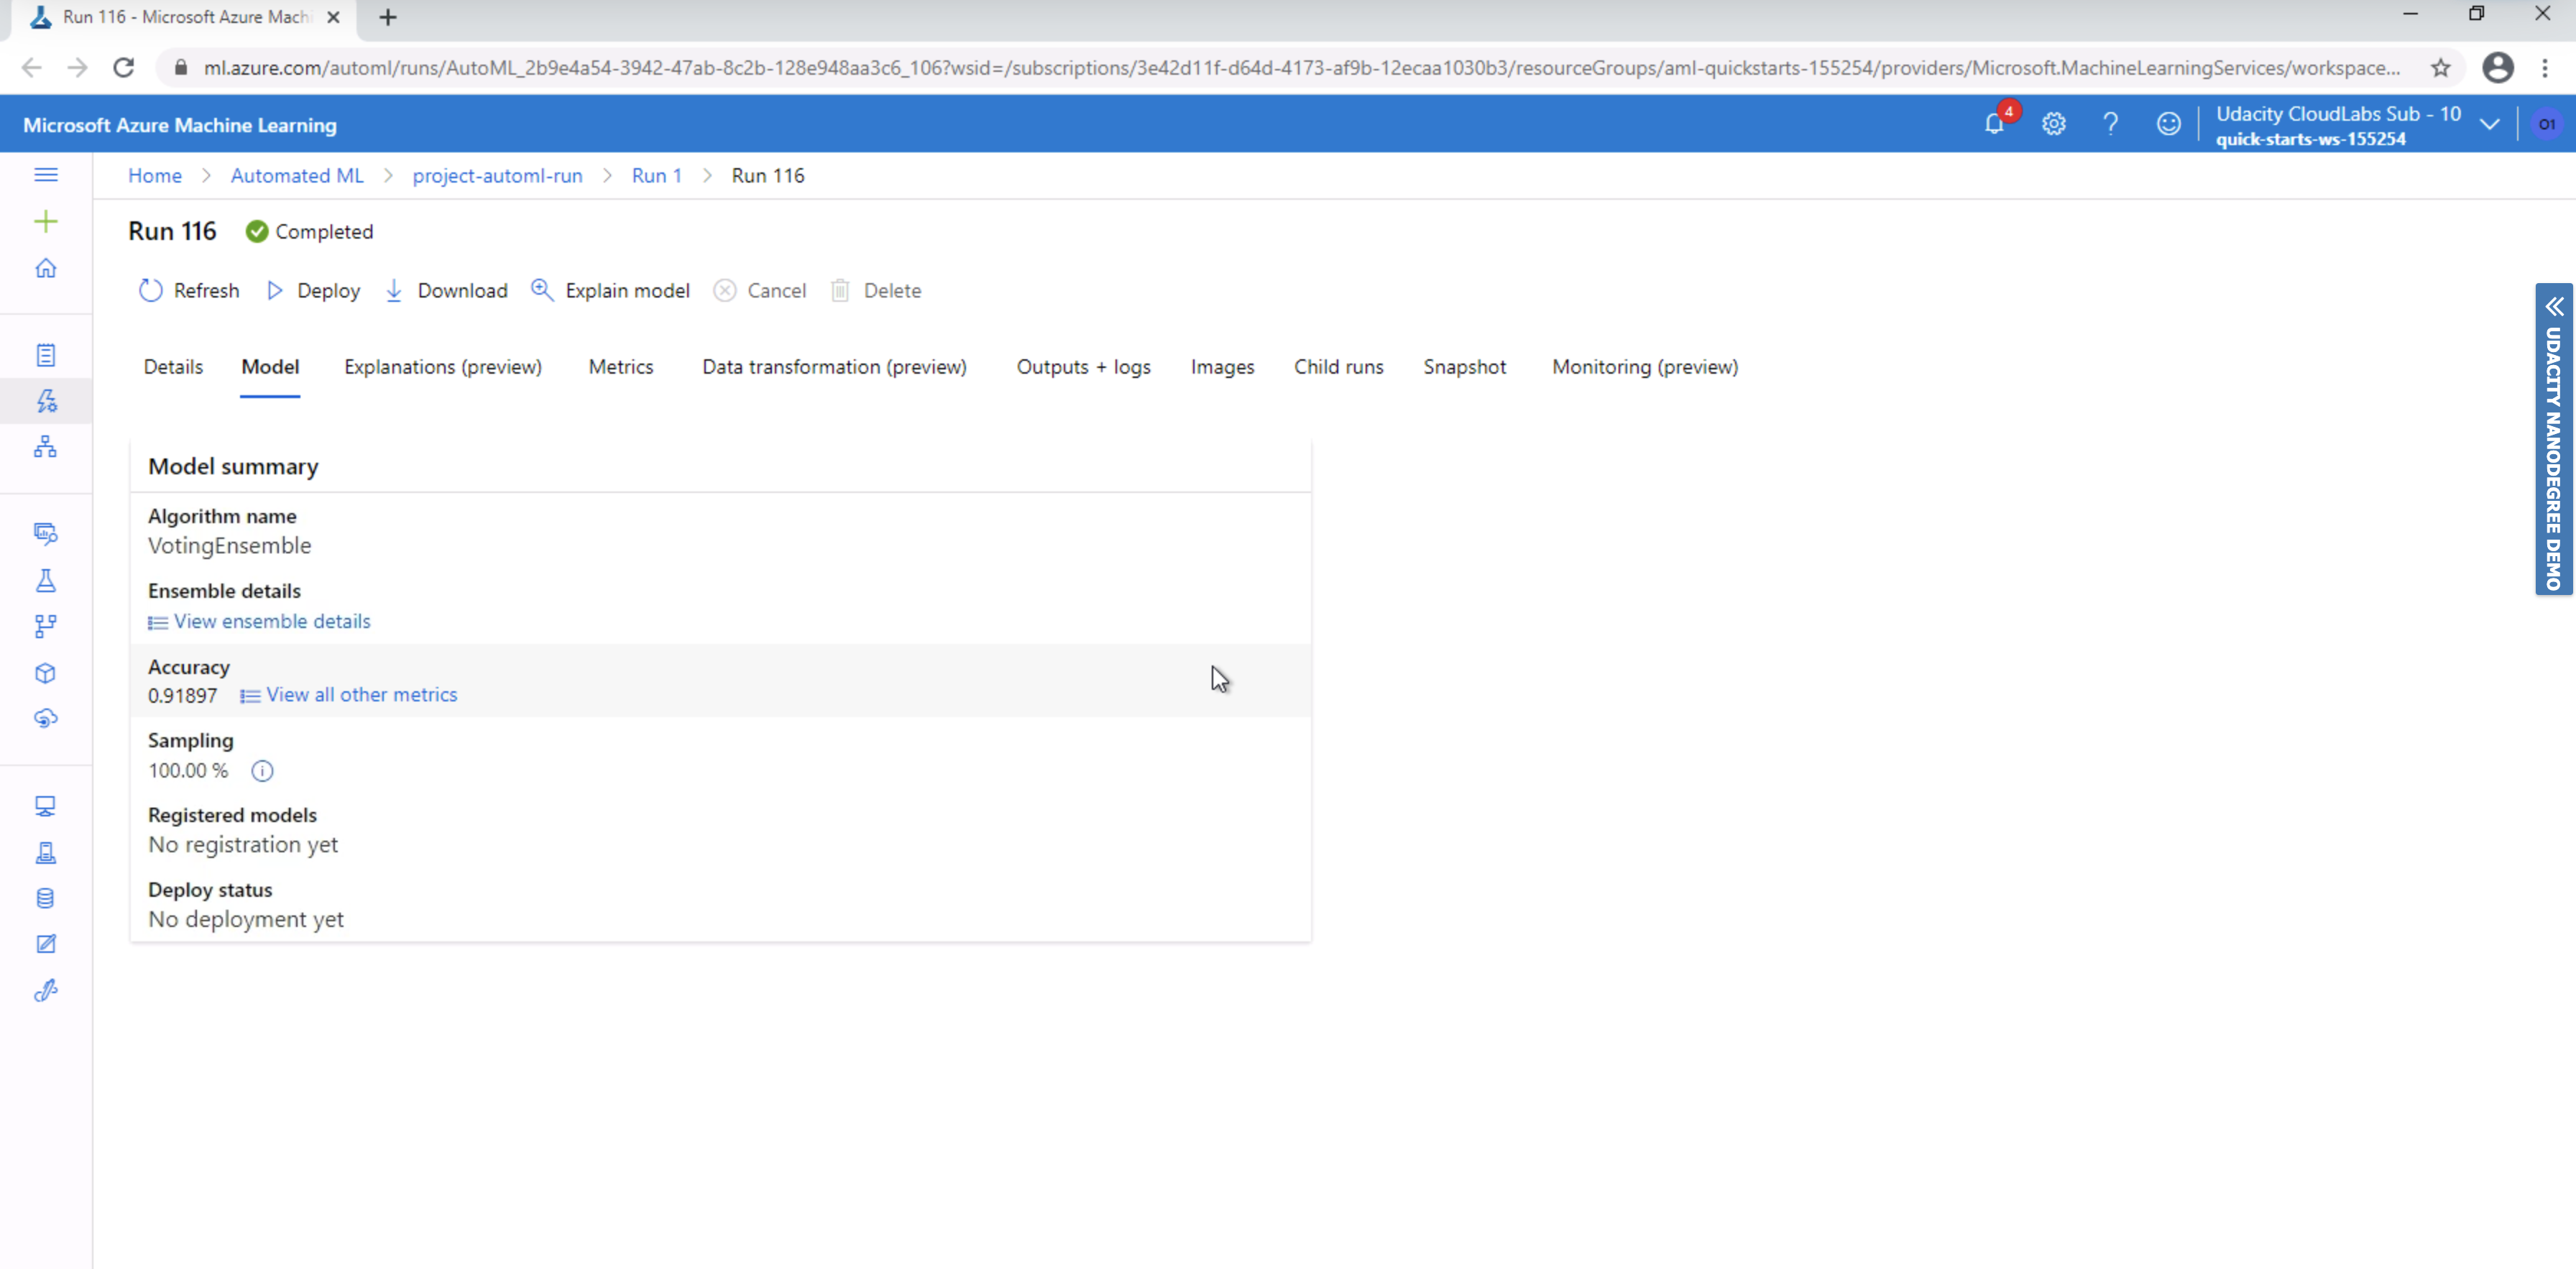 Run 116 - Microsoft Azure Machi
ml.azure.com/automl/runs/AutoML_2b9e4a54-3942-47ab-8c2b-128e948aa3c6_106?wsid=/subscriptions/3e42d11f-d64d-4173-af9b-12ecaa1030b3/resourceGroups/aml-quickstarts-155254/providers/Microsoft.MachineLearningServices/workspace...
Microsoft Azure Machine Learning
4
Udacity CloudLabs Sub - 10
quick-starts-ws-155254
O1
Home > Automated ML > project-automl-run > Run 1 > Run 116
Run 116 Completed
Refresh Deploy Download Explain model Cancel Delete
Details Model Explanations (preview) Metrics Data transformation (preview) Outputs + logs Images Child runs Snapshot Monitoring (preview)
Model summary
Algorithm name
VotingEnsemble
Ensemble details
View ensemble details
Accuracy
0.91897 View all other metrics
Sampling
100.00 %
Registered models
No registration yet
Deploy status
No deployment yet
UDACITY NANODEGREE DEMO